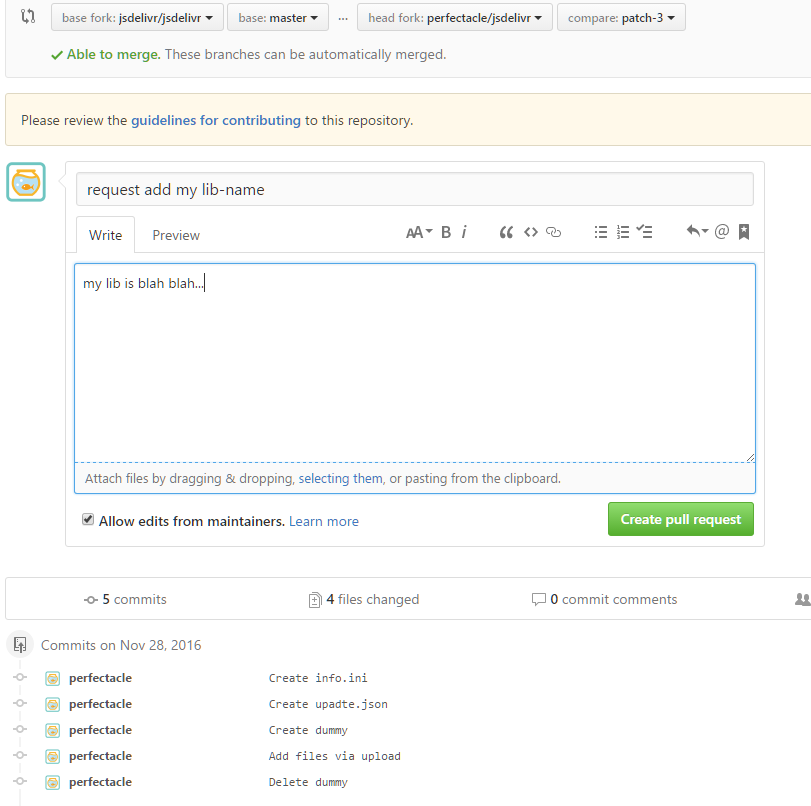 base fork: jsdelivr/jsdelivr base: master ... head fork: perfectacle/jsdelivr compare: patch-3
Able to merge. These branches can be automatically merged.
Please review the guidelines for contributing to this repository.
request add my lib-name
Write Preview AA B i “ <> @
my lib is blah blah...
Attach files by dragging & dropping, selecting them, or pasting from the clipboard.
Allow edits from maintainers. Learn more Create pull request
5 commits 4 files changed 0 commit comments
Commits on Nov 28, 2016
perfectacle Create info.ini
perfectacle Create upadte.json
perfectacle Create dummy
perfectacle Add files via upload
perfectacle Delete dummy